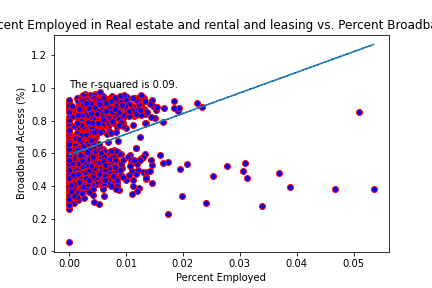 cent Employed in Real estate and rental and leasing vs. Percent Broadba
The r-squared is 0.09.
1.2
1.0
0.8
0.6
0.4
0.2
0.0
Broadband Access (%)
0.00 0.01 0.02 0.03 0.04 0.05
Percent Employed